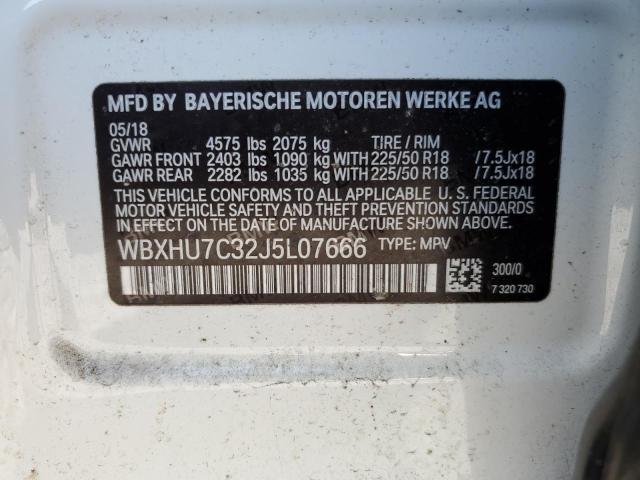 MFD BY BAYERISCHE MOTOREN WERKE AG
05/18
GVWR 4575 lbs 2075 kg TIRE / RIM
GAWR FRONT 2403 lbs 1090 kg WITH 225/50 R18 /7.5Jx18
GAWR REAR 2282 lbs 1035 kg WITH 225/50 R18 /7.5Jx18
THIS VEHICLE CONFORMS TO ALL APPLICABLE U. S. FEDERAL
MOTOR VEHICLE SAFETY AND THEFT PREVENTION STANDARDS
IN EFFECT ON THE DATE OF MANUFACTURE SHOWN ABOVE.
WBXHU7C32J5L07666 TYPE: MPV
300/0
7 320 730